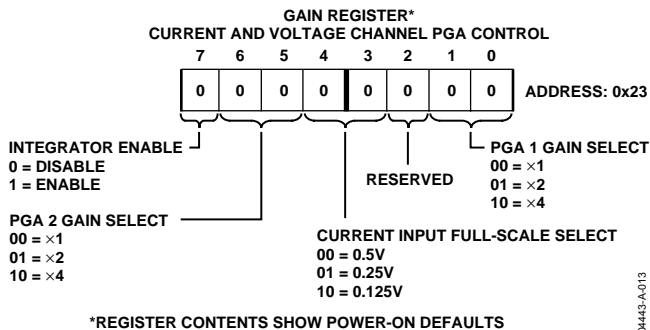 GAIN REGISTER*
CURRENT AND VOLTAGE CHANNEL PGA CONTROL
7 6 5 4 3 2 1 0
0 0 0 0 0 0 0 0 ADDRESS: 0x23
INTEGRATOR ENABLE
0 = DISABLE
1 = ENABLE
RESERVED
PGA 1 GAIN SELECT
00 = ×1
01 = ×2
10 = ×4
PGA 2 GAIN SELECT
00 = ×1
01 = ×2
10 = ×4
CURRENT INPUT FULL-SCALE SELECT
00 = 0.5V
01 = 0.25V
10 = 0.125V
*REGISTER CONTENTS SHOW POWER-ON DEFAULTS
4443-A-013